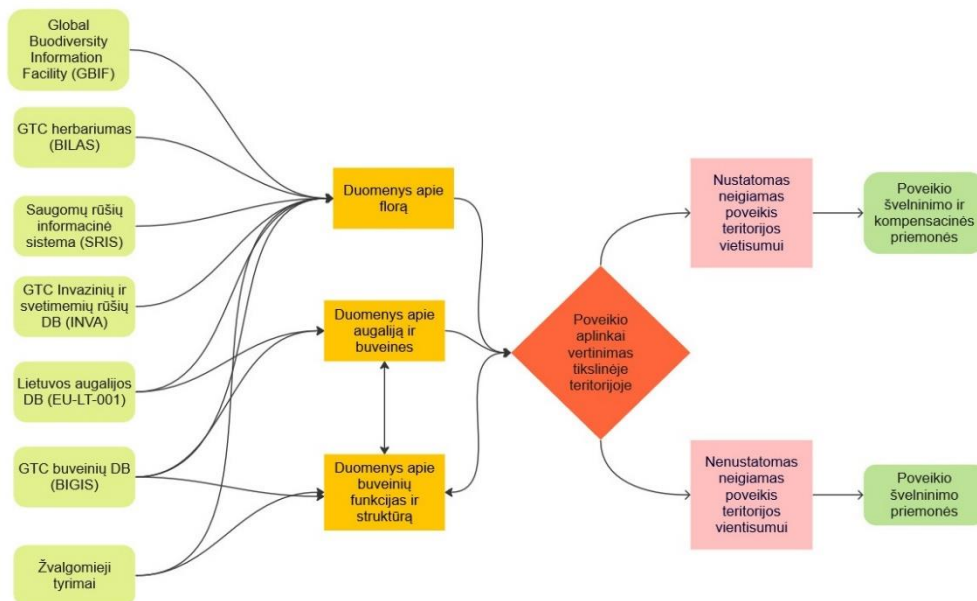 Global
Buodiversity
Information
Facility (GBIF)
GTC herbariumas
(BILAS)
Saugomų rūšių
informacinė
sistema (SRIS)
GTC Invazinių ir
svetimemių rūšių
DB (INVA)
Lietuvos augalijos
DB (EU-LT-001)
GTC buveinių DB
(BIGIS)
Žvalgomieji
tyrimai
Duomenys apie
florą
Duomenys apie
augaliją ir
buveines
Duomenys apie
buveinių
funkcijas ir
struktūrą
Poveikio
aplinkai
vertinimas
tikslinėje
teritorijoje
Nustatomas
neigiamas
poveikis
teritorijos
vietisumui
Poveikio
švelninimo ir
kompensacinės
priemonės
Nenustatomas
neigiamas
poveikis
teritorijos
vientisumui
Poveikio
švelninimo
priemonės